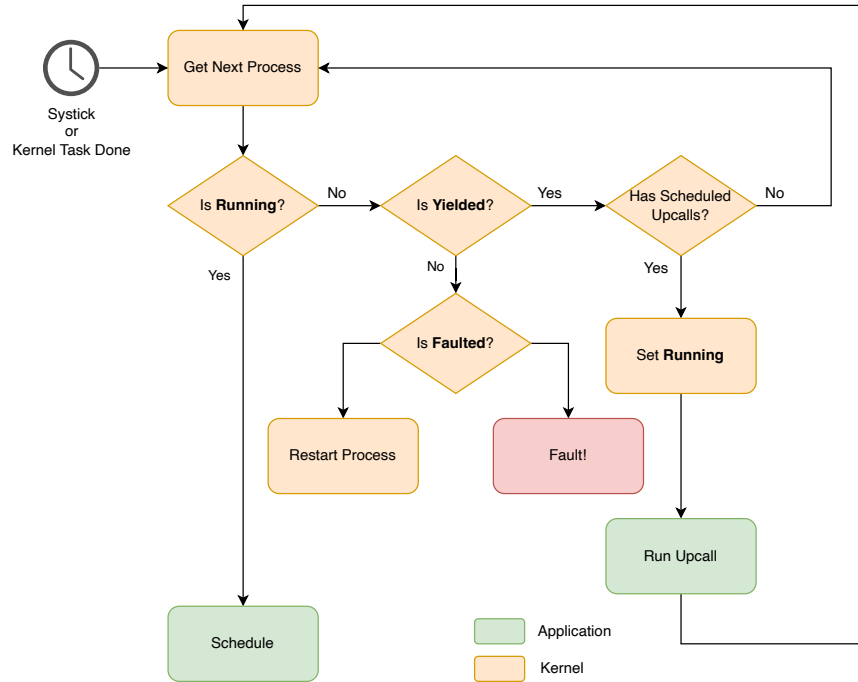 Get Next Process
Systick
or
Kernel Task Done
Is Running?
No
Is Yielded?
Yes
Has Scheduled
Upcalls?
No
Yes
No
Yes
Is Faulted?
Set Running
Restart Process
Fault!
Run Upcall
Schedule
Application
Kernel